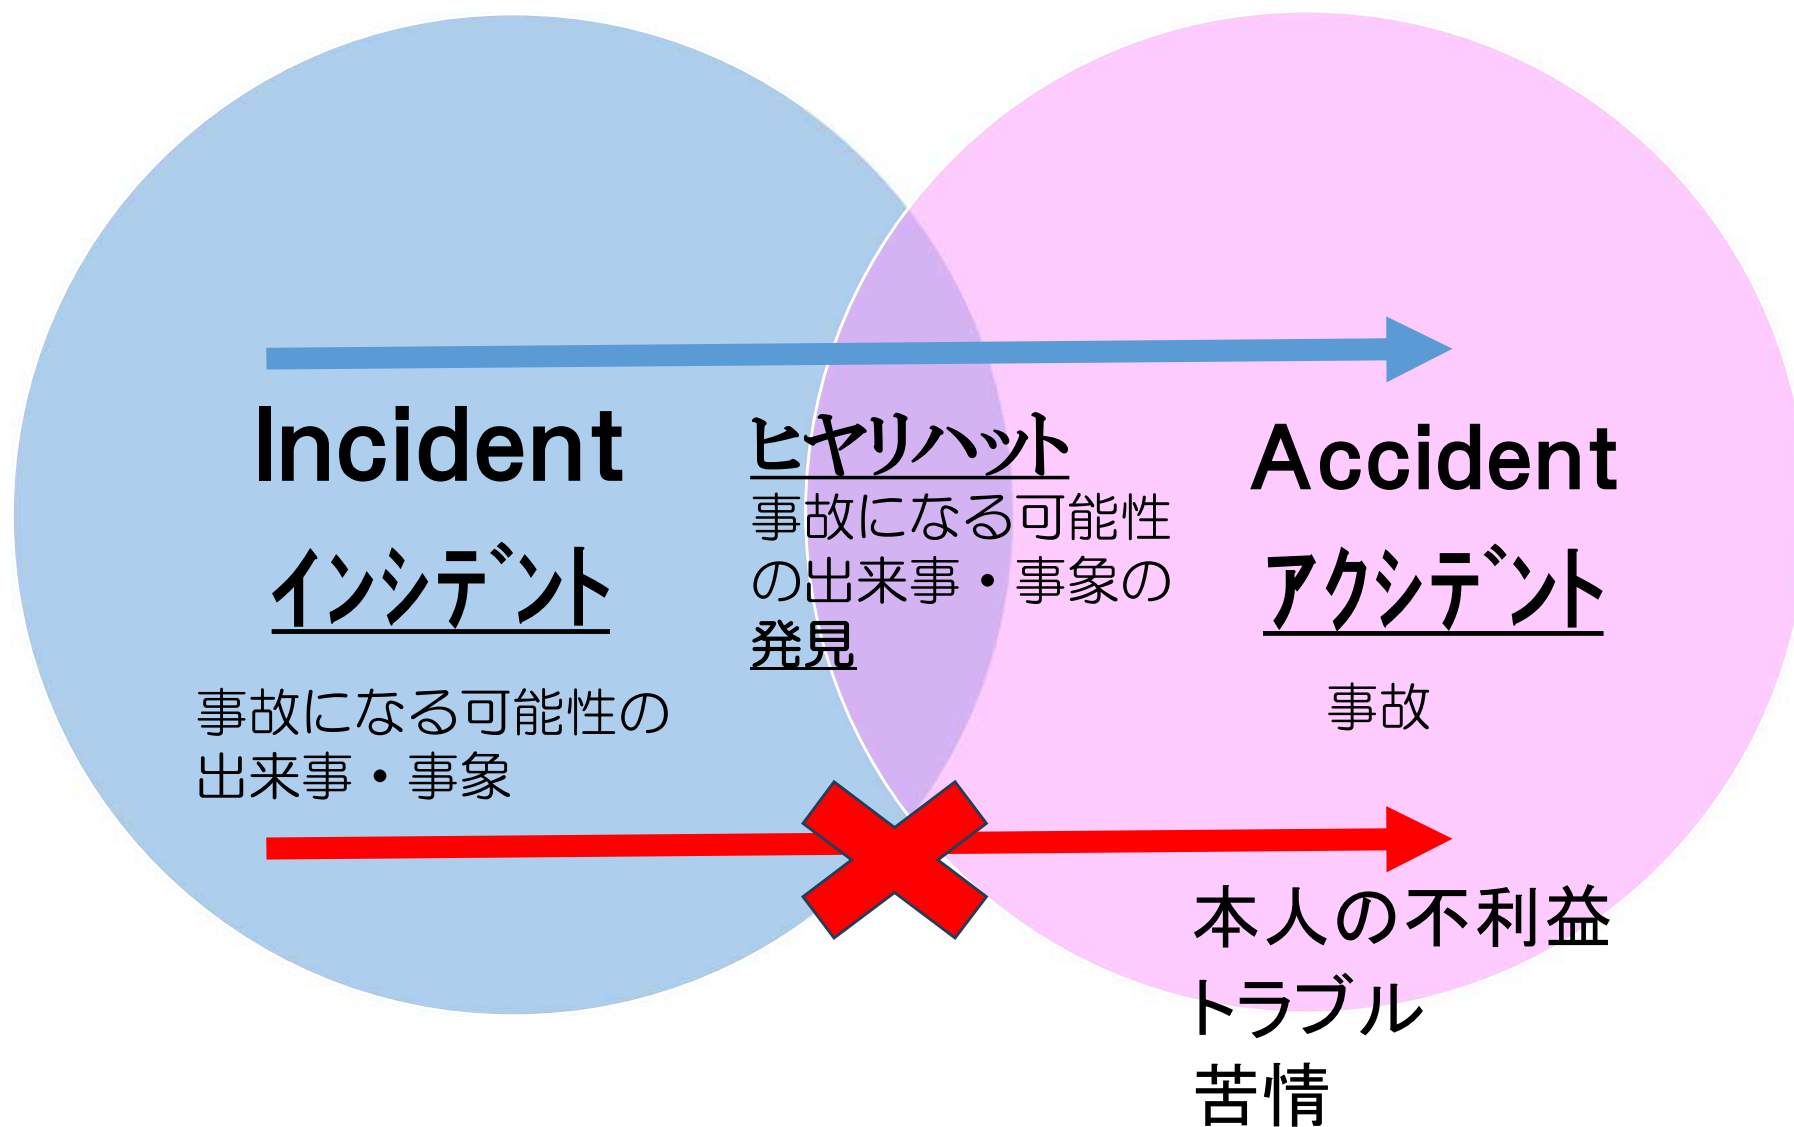 Incident
インシデント
事故になる可能性の
出来事・事象
ヒヤリハット
事故になる可能性
の出来事・事象の
発見
Accident
アクシデント
事故
本人の不利益
トラブル
苦情